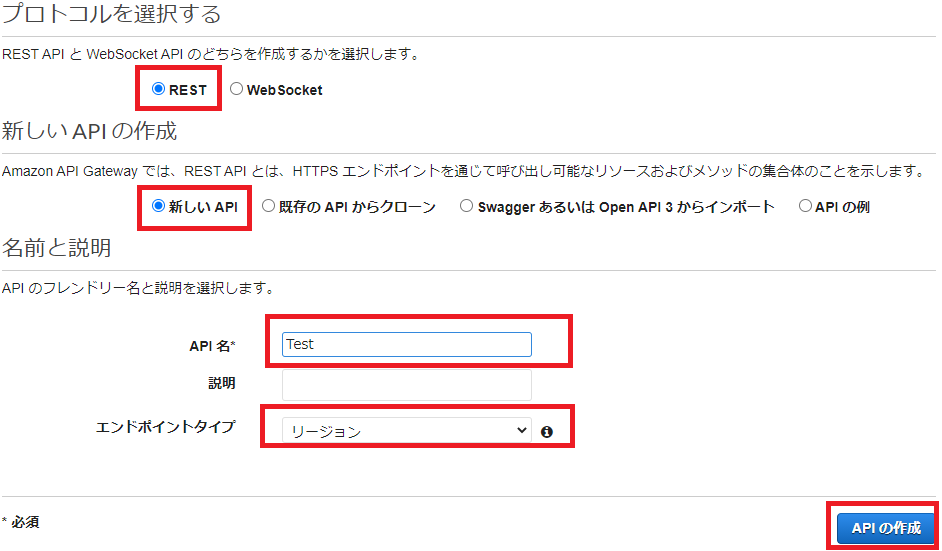 プロトコルを選択する
REST API と WebSocket API のどちらを作成するかを選択します。
REST WebSocket
新しい API の作成
Amazon API Gateway では、REST API とは、HTTPS エンドポイントを通じて呼び出し可能なリソースおよびメソッドの集合体のことを示します。
新しい API 既存の API からクローン Swagger あるいは Open API 3 からインポート API の例
名前と説明
API のフレンドリー名と説明を選択します。
API 名* Test
説明
エンドポイントタイプ リージョン
* 必須
API の作成